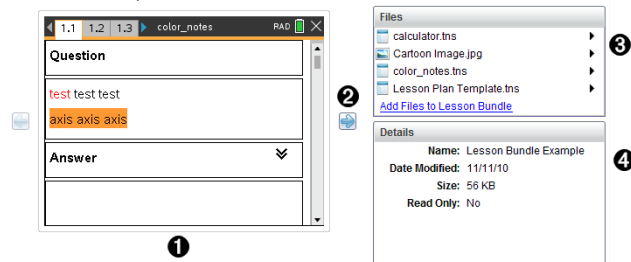 1.1 1.2 1.3 color_notes RAD
Question
test test test
axis axis axis
Answer
1
2
Files
calculator.tns
Cartoon Image.jpg
color_notes.tns
Lesson Plan Template.tns
Add Files to Lesson Bundle
3
Details
Name: Lesson Bundle Example
Date Modified: 11/11/10
Size: 56 KB
Read Only: No
4